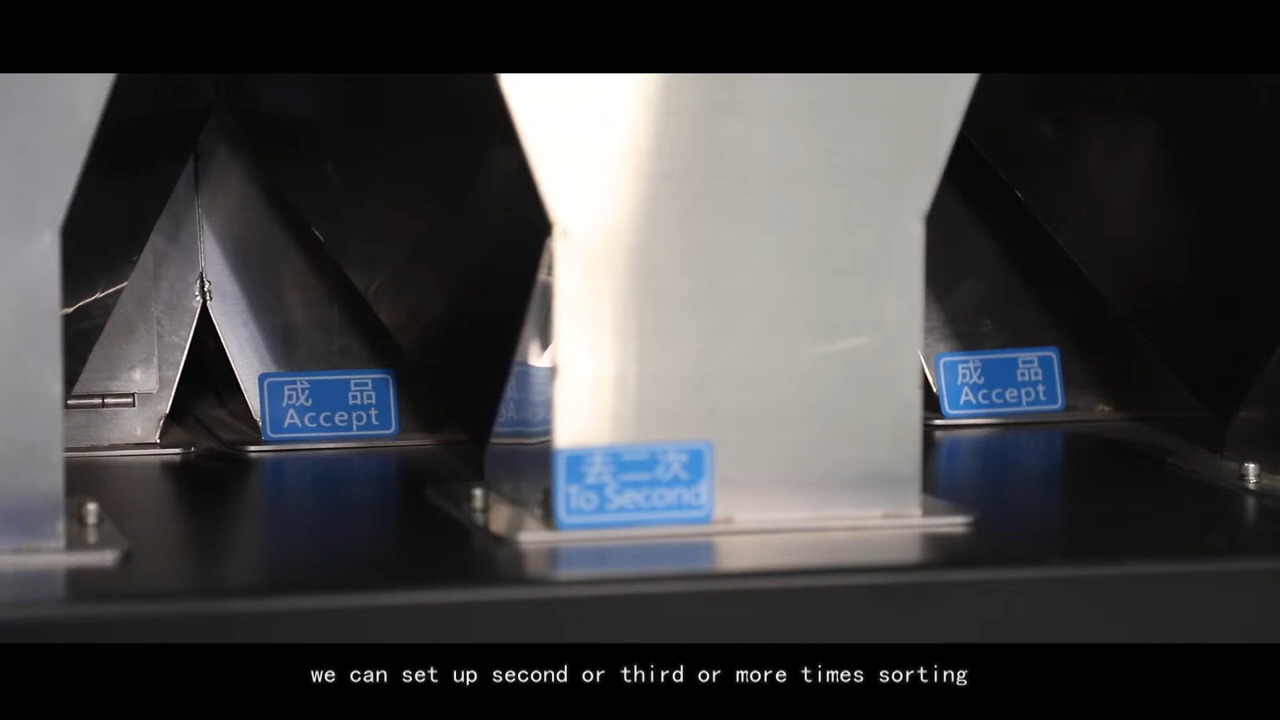 成 品
Accept
去二次
To Second
成 品
Accept
we can set up second or third or more times sorting